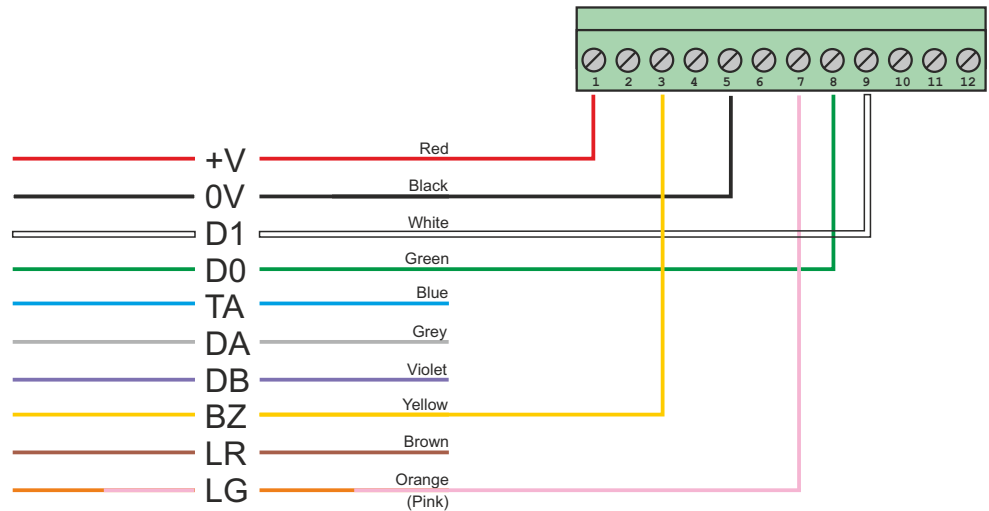 1 2 3 4 5 6 7 8 9 10 11 12
+V Red
0V Black
D1 White
D0 Green
TA Blue
DA Grey
DB Violet
BZ Yellow
LR Brown
LG Orange
(Pink)